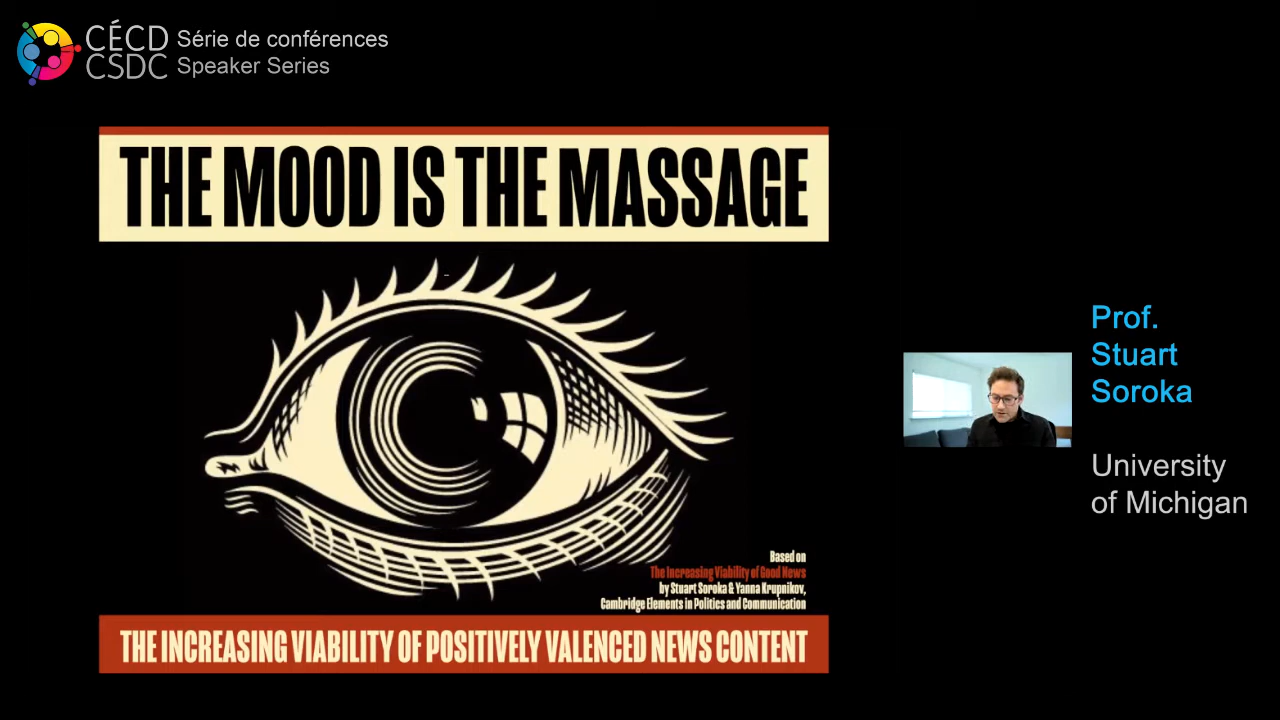 CÉCD Série de conférences
CSDC Speaker Series
THE MOOD IS THE MASSAGE
Based on
The Increasing Viability of Good News
by Stuart Soroka & Yanna Krupnikov,
Cambridge Elements in Politics and Communication
THE INCREASING VIABILITY OF POSITIVELY VALENCED NEWS CONTENT
Prof.
Stuart
Soroka
University
of Michigan